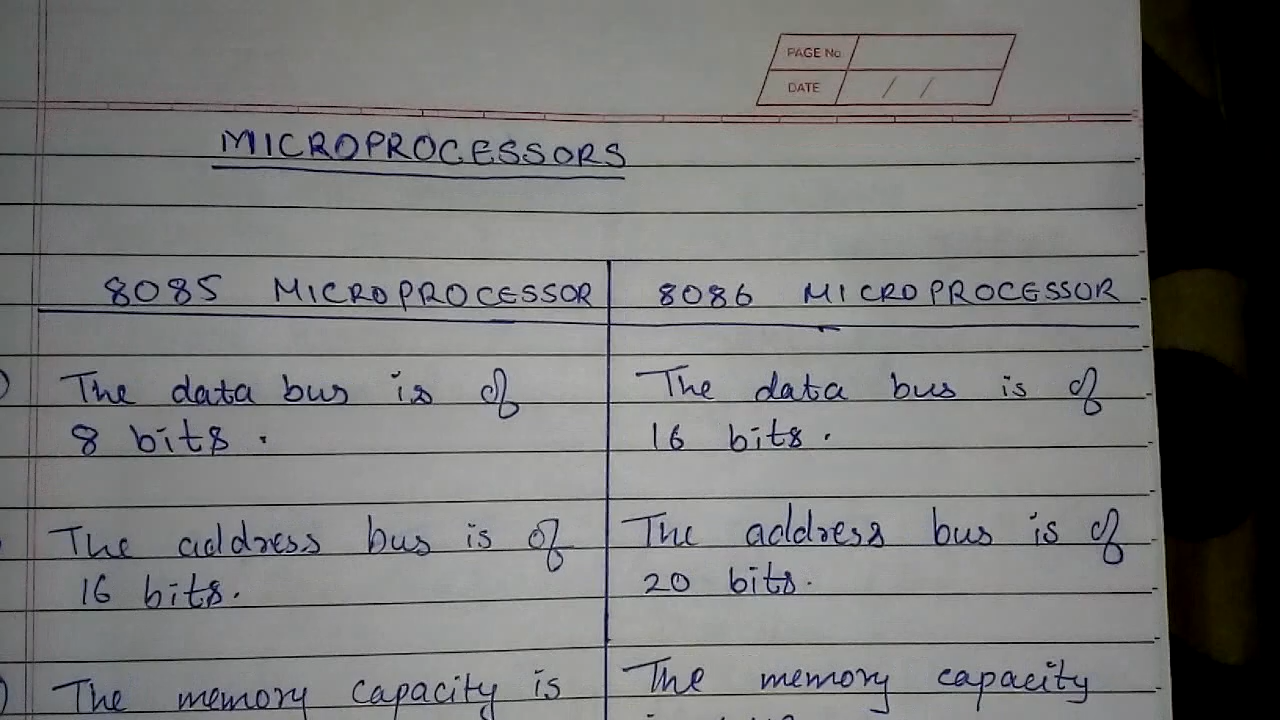 PAGE No
DATE / /
MICROPROCESSORS
8085 MICROPROCESSOR 8086 MICROPROCESSOR
The data bus is of The data bus is of
8 bits. 16 bits.
The address bus is of The address bus is of
16 bits. 20 bits.
The memory capacity is The memory capacity